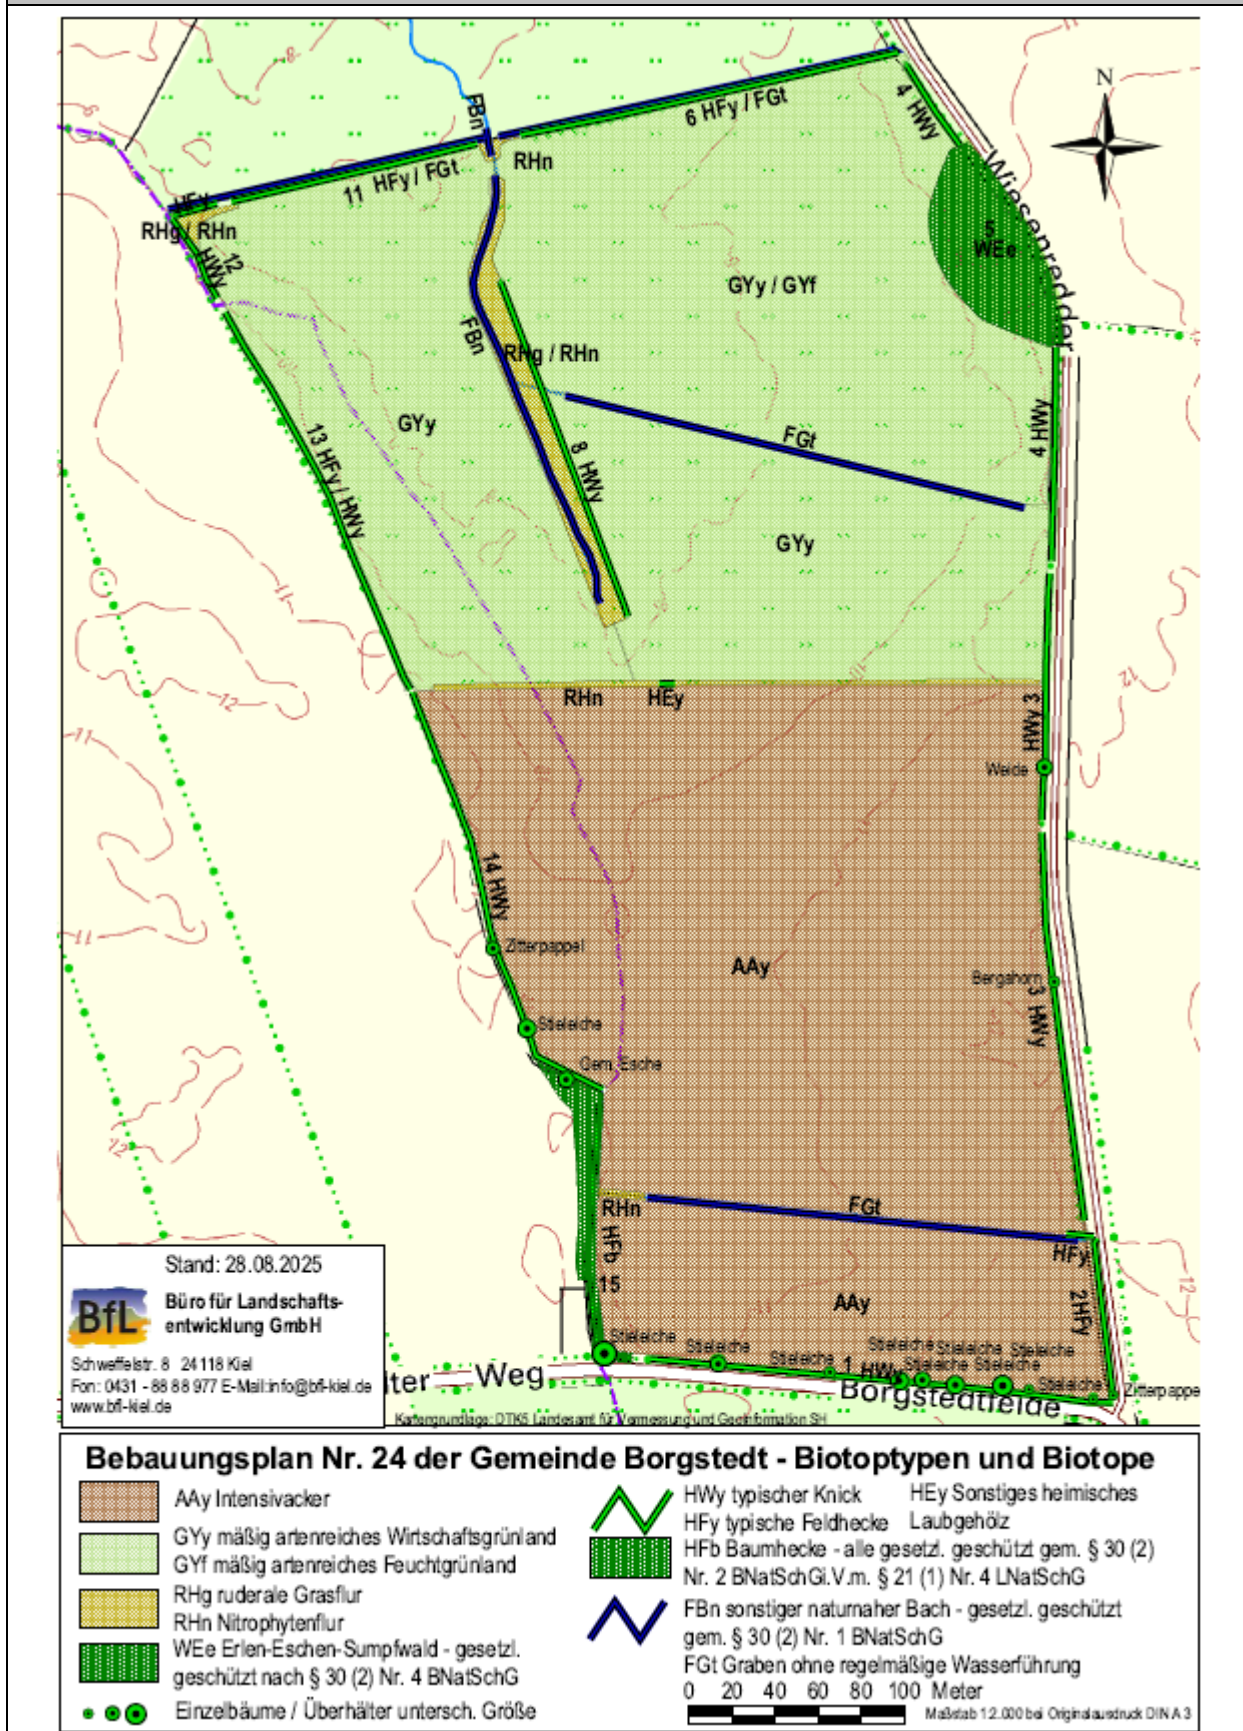 N
FBn
6 HFy / FGt
4 HWy
Wiesenredder
RHn
11 HFy / FGt
HFy
RHg / RHn
12
HWy
5
WEe
GYy / GYf
FBn
RHg / RHn
GYy
FGt
4 HWy
13 HFy / HWy
8 HWy
GYy
11
11
12
12
RHn
HEy
HWy 3
Weide
14 HWy
Zitterpappel
AAy
Bergahorn
3 HWy
Stieleiche
Gem. Esche
11
12
RHn
FGt
HFy
HFb
15
12
AAy
2HFy
Stieleiche
Stieleiche
Stieleiche
Stieleiche
Stieleiche
Stieleiche
Stieleiche
Stieleiche
Stieleiche
Zitterpappe
1 HWy
lter Weg
Borgstedtfelde
Kartengrundlage: DTK5 Landesamt für Vermessung und Geoinformation SH
Stand: 28.08.2025
BfL
Büro für Landschafts-
entwicklung GmbH
Schweffelstr. 8 24118 Kiel
Fon: 0431 - 88 88 977 E-Mail:info@bfl-kiel.de
www.bfl-kiel.de
Bebauungsplan Nr. 24 der Gemeinde Borgstedt - Biotoptypen und Biotope
AAy Intensivacker
GYy mäßig artenreiches Wirtschaftsgrünland
GYf mäßig artenreiches Feuchtgrünland
RHg ruderale Grasflur
RHn Nitrophytenflur
WEe Erlen-Eschen-Sumpfwald - gesetzl.
geschützt nach § 30 (2) Nr. 4 BNatSchG
Einzelbäume / Überhälter untersch. Größe
HWy typischer Knick
HFy typische Feldhecke
HEy Sonstiges heimisches
Laubgehölz
HFb Baumhecke - alle gesetzl. geschützt gem. § 30 (2)
Nr. 2 BNatSchGi.V.m. § 21 (1) Nr. 4 LNatSchG
FBn sonstiger naturnaher Bach - gesetzl. geschützt
gem. § 30 (2) Nr. 1 BNatSchG
FGt Graben ohne regelmäßige Wasserführung
0 20 40 60 80 100 Meter
Maßstab 1:2.000 bei Originalausdruck DIN A 3